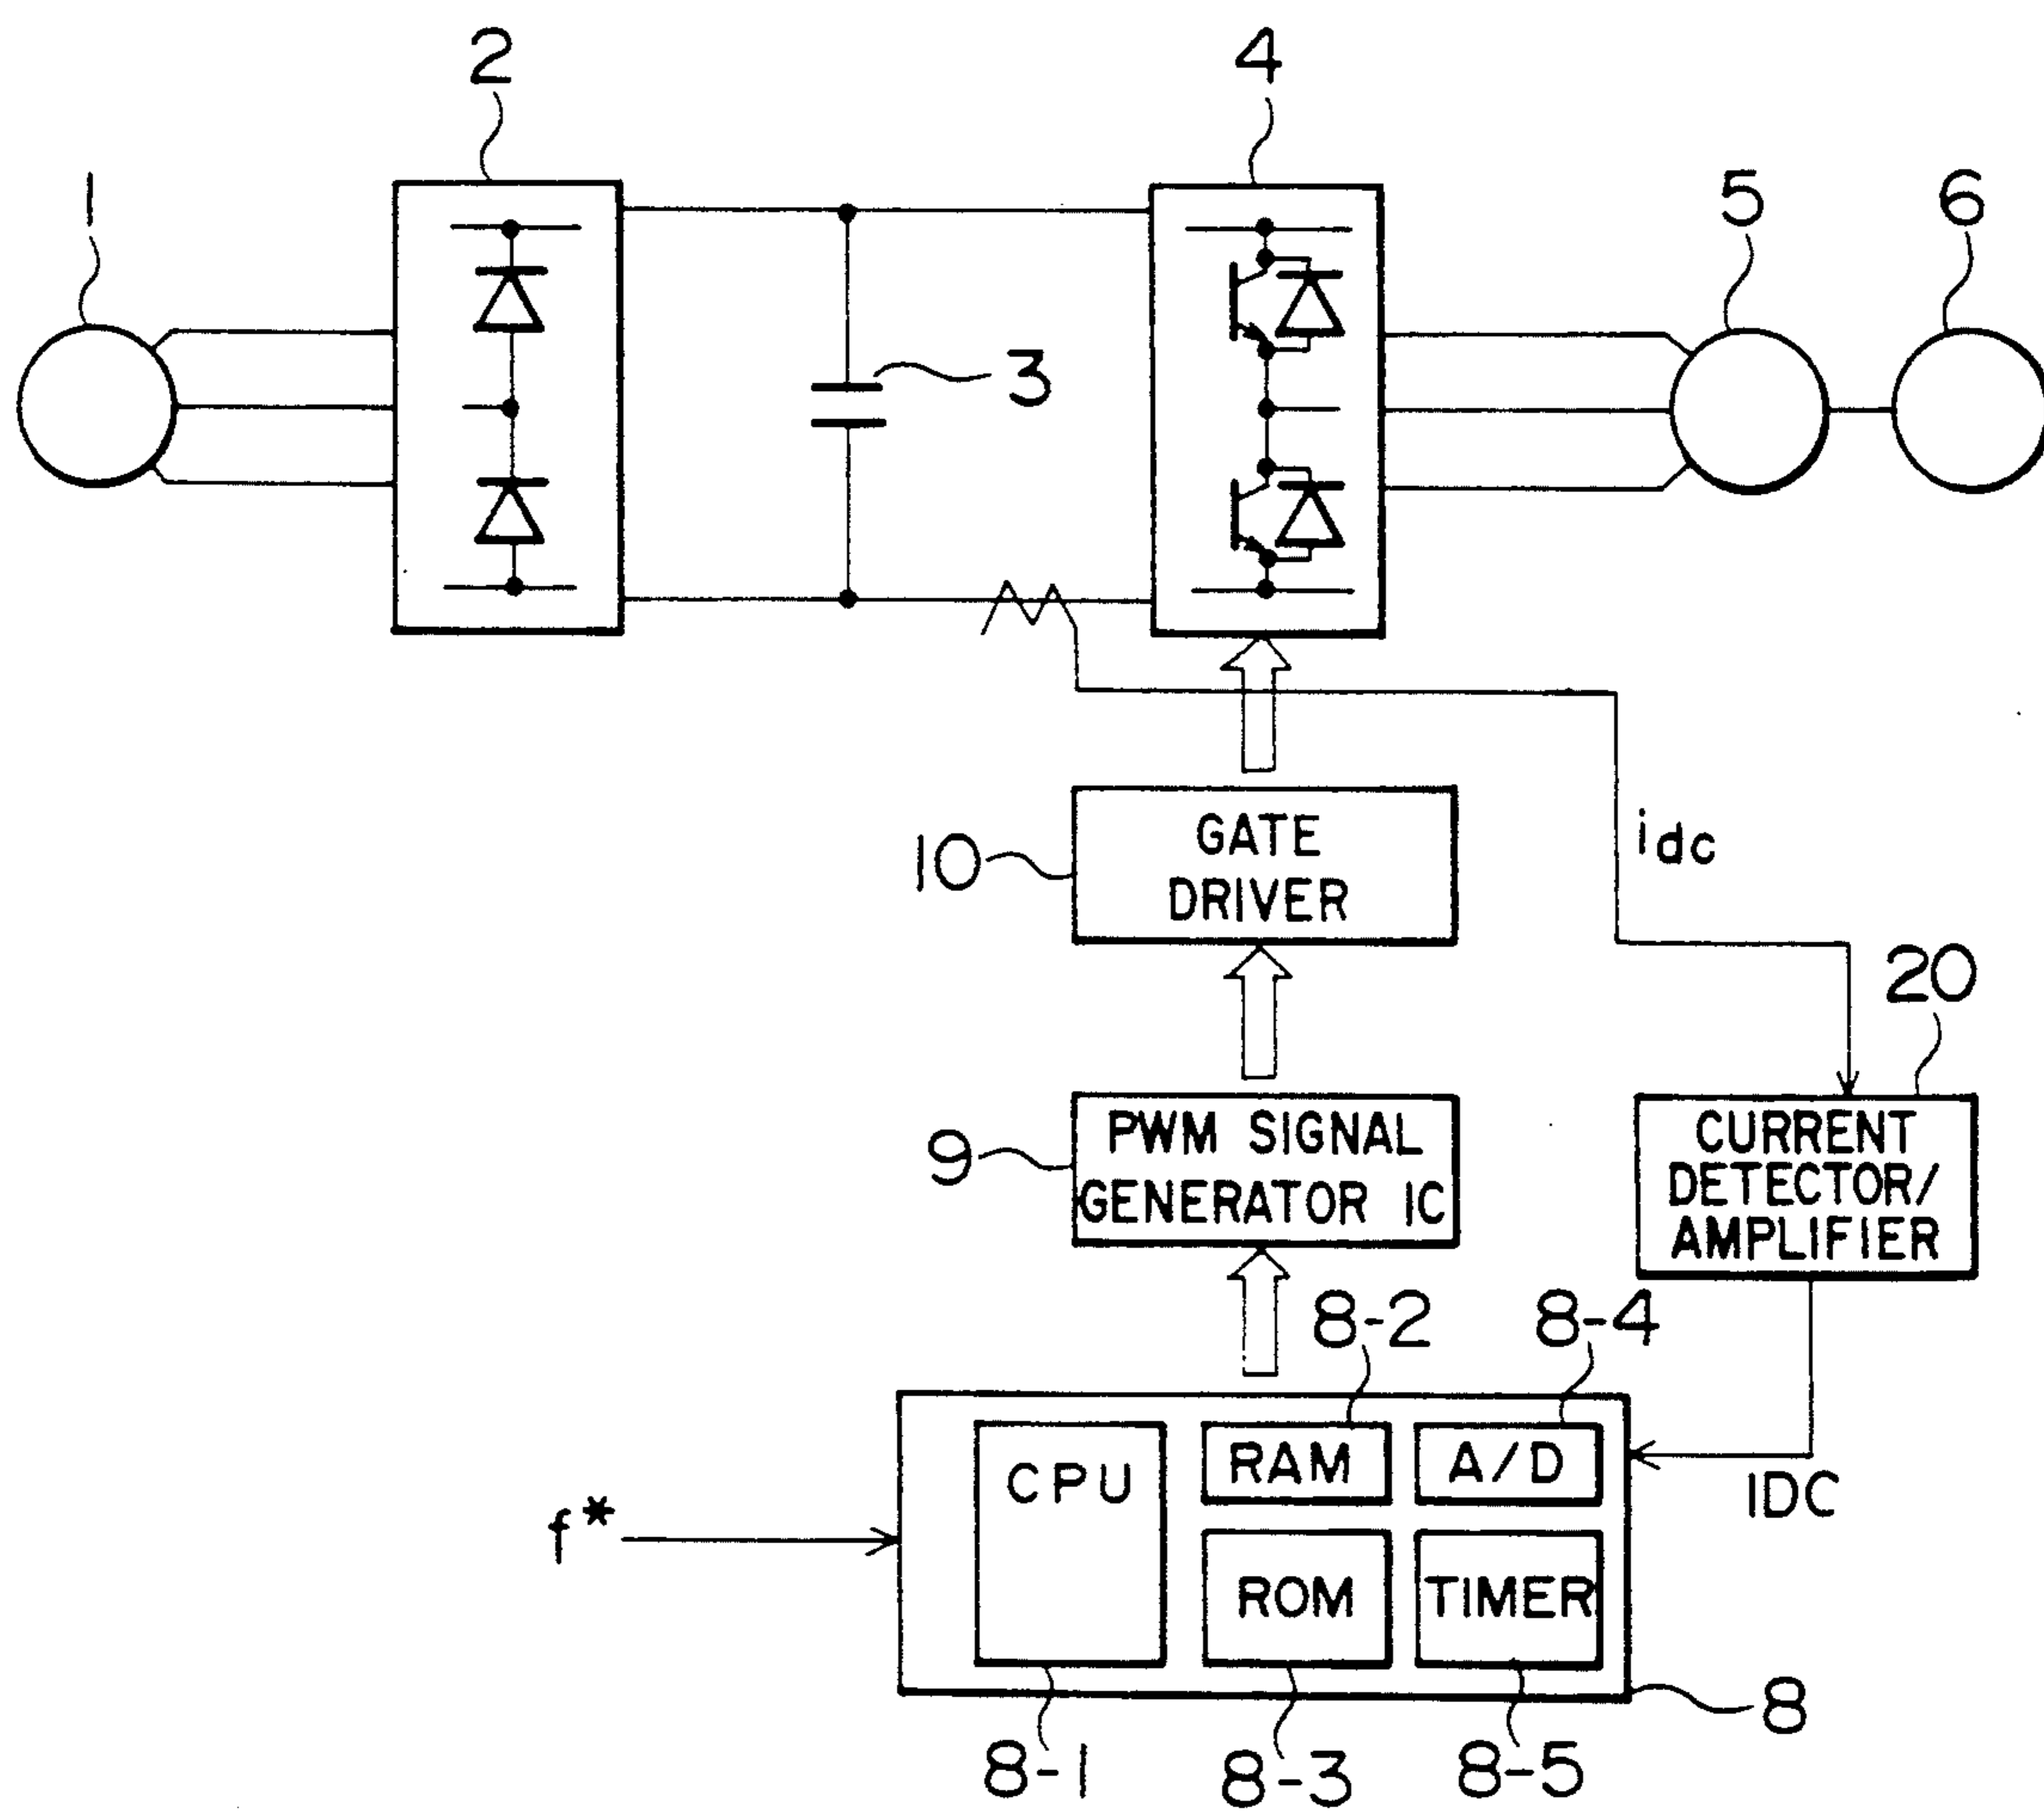 2
4
1
5
6
3
10
GATE
DRIVER
idc
20
9
PWM SIGNAL
GENERATOR IC
CURRENT
DETECTOR/
AMPLIFIER
8-2
8-4
CPU
RAM
A/D
IDC
f*
ROM
TIMER
8
8-1
8-3
8-5